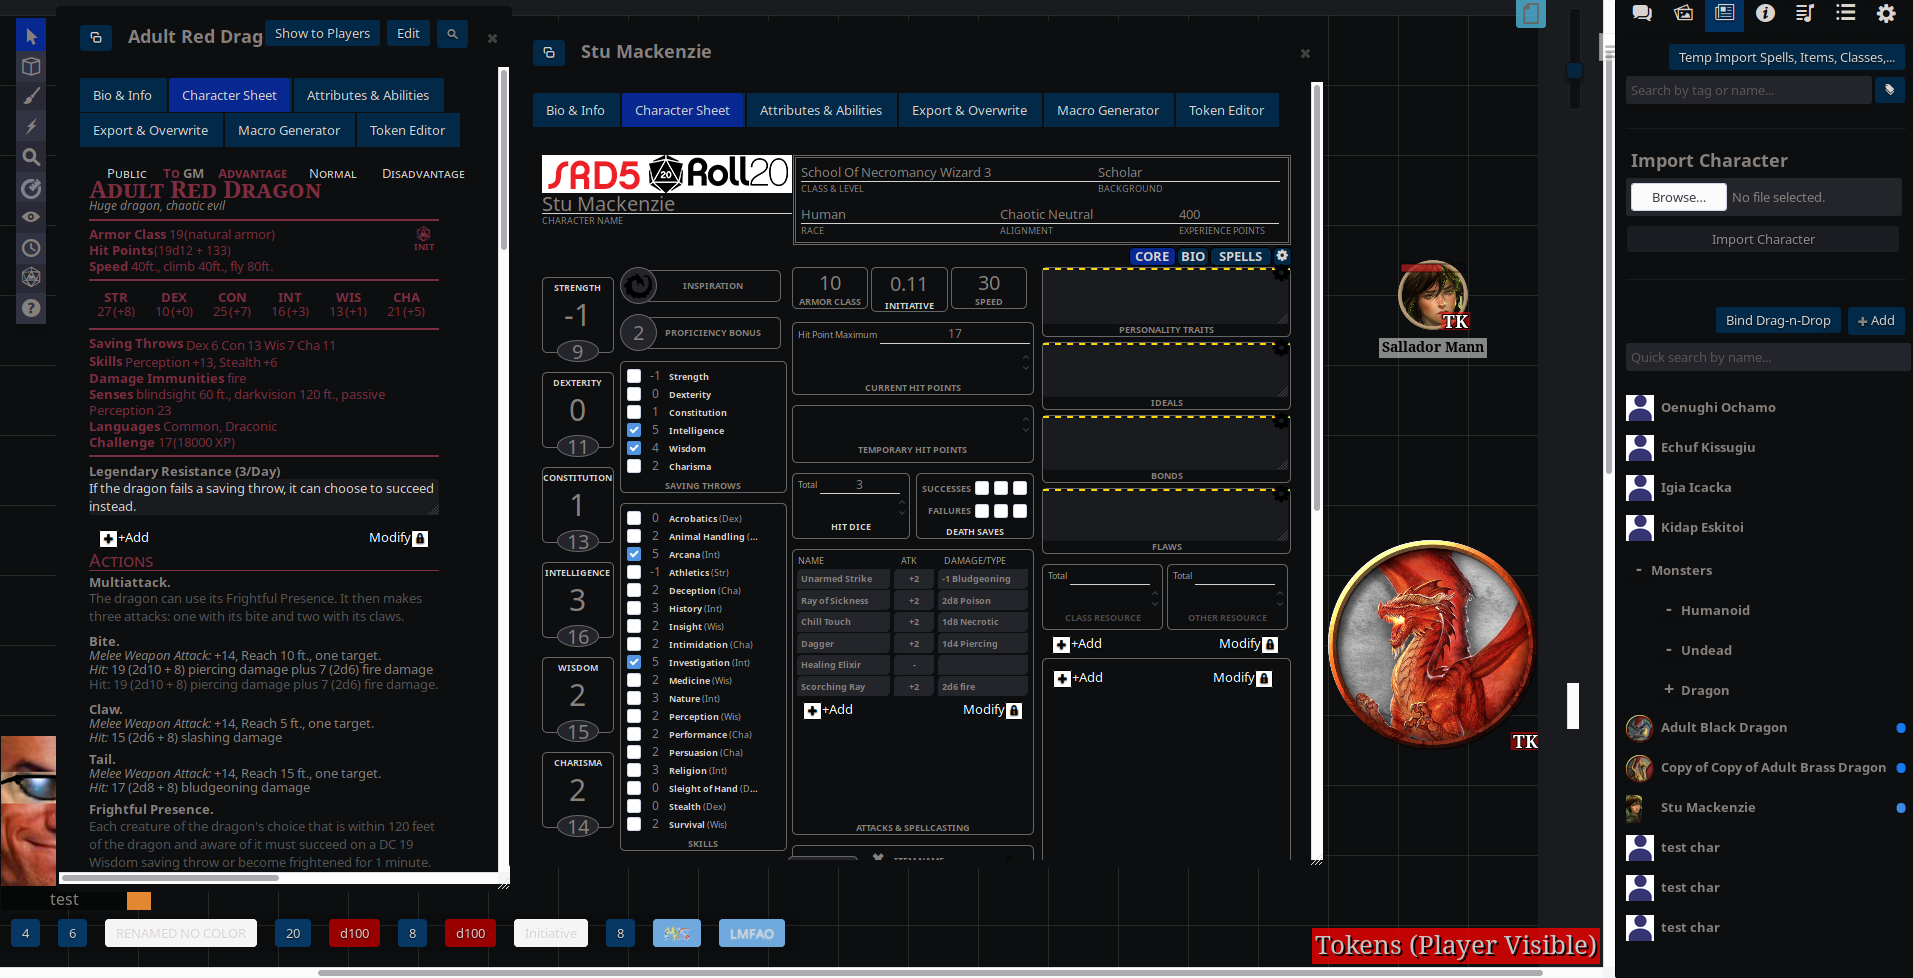 Adult Red Drag
Show to Players
Edit
Bio & Info
Character Sheet
Attributes & Abilities
Export & Overwrite
Macro Generator
Token Editor
PUBLIC TO GM ADVANTAGE NORMAL DISADVANTAGE
ADULT RED DRAGON
Huge dragon, chaotic evil
Armor Class 19(natural armor)
Hit Points(19d12 + 133)
Speed 40ft., climb 40ft., fly 80ft.
INIT
STR DEX CON INT WIS CHA
27(+8) 10(+0) 25(+7) 16(+3) 13(+1) 21(+5)
Saving Throws Dex 6 Con 13 Wis 7 Cha 11
Skills Perception +13, Stealth +6
Damage Immunities fire
Senses blindsight 60 ft., darkvision 120 ft., passive
Perception 23
Languages Common, Draconic
Challenge 17(18000 XP)
Legendary Resistance (3/Day)
If the dragon fails a saving throw, it can choose to succeed
instead.
+Add
Modify
ACTIONS
Multiattack.
The dragon can use its Frightful Presence. It then makes
three attacks: one with its bite and two with its claws.
Bite.
Melee Weapon Attack: +14, Reach 10 ft., one target.
Hit: 19 (2d10 + 8) piercing damage plus 7 (2d6) fire damage
Hit: 19 (2d10 + 8) piercing damage plus 7 (2d6) fire damage.
Claw.
Melee Weapon Attack: +14, Reach 5 ft., one target.
Hit: 15 (2d6 + 8) slashing damage
Tail.
Melee Weapon Attack: +14, Reach 15 ft., one target.
Hit: 17 (2d8 + 8) bludgeoning damage
Frightful Presence.
Each creature of the dragon's choice that is within 120 feet
of the dragon and aware of it must succeed on a DC 19
Wisdom saving throw or become frightened for 1 minute.
test
4
6
RENAMED NO COLOR
20
d100
8
d100
Initiative
8
LMFAO
Stu Mackenzie
Bio & Info
Character Sheet
Attributes & Abilities
Export & Overwrite
Macro Generator
Token Editor
SRD5 20 Roll20
Stu Mackenzie
CHARACTER NAME
School Of Necromancy Wizard 3
CLASS & LEVEL
Scholar
BACKGROUND
Human
RACE
Chaotic Neutral
ALIGNMENT
400
EXPERIENCE POINTS
CORE BIO SPELLS
STRENGTH
-1
9
DEXTERITY
0
11
CONSTITUTION
1
13
INTELLIGENCE
3
16
WISDOM
2
15
CHARISMA
2
14
INSPIRATION
2 PROFICIENCY BONUS
-1 Strength
0 Dexterity
1 Constitution
5 Intelligence
4 Wisdom
2 Charisma
SAVING THROWS
0 Acrobatics (Dex)
2 Animal Handling (...
5 Arcana (Int)
-1 Athletics (Str)
2 Deception (Cha)
3 History (Int)
2 Insight (Wis)
2 Intimidation (Cha)
5 Investigation (Int)
2 Medicine (Wis)
3 Nature (Int)
2 Perception (Wis)
2 Performance (Cha)
2 Persuasion (Cha)
3 Religion (Int)
0 Sleight of Hand (D...
0 Stealth (Dex)
2 Survival (Wis)
SKILLS
10
ARMOR CLASS
0.11
INITIATIVE
30
SPEED
Hit Point Maximum 17
CURRENT HIT POINTS
TEMPORARY HIT POINTS
Total 3
HIT DICE
SUCCESSES
FAILURES
DEATH SAVES
NAME ATK DAMAGE/TYPE
Unarmed Strike +2 -1 Bludgeoning
Ray of Sickness +2 2d8 Poison
Chill Touch +2 1d8 Necrotic
Dagger +2 1d4 Piercing
Healing Elixir -
Scorching Ray +2 2d6 fire
+Add
Modify
ATTACKS & SPELLCASTING
ITEM NAME
PERSONALITY TRAITS
IDEALS
BONDS
FLAWS
Total
CLASS RESOURCE
Total
OTHER RESOURCE
+Add
Modify
+Add
Modify
TK
Sallador Mann
TK
Tokens (Player Visible)
Temp Import Spells, Items, Classes,...
Search by tag or name...
Import Character
Browse... No file selected.
Import Character
Bind Drag-n-Drop
+ Add
Quick search by name...
Oenughi Ochamo
Echuf Kissugiu
Igia Icacka
Kidap Eskitoi
- Monsters
- Humanoid
- Undead
+ Dragon
Adult Black Dragon
Copy of Copy of Adult Brass Dragon
Stu Mackenzie
test char
test char
test char